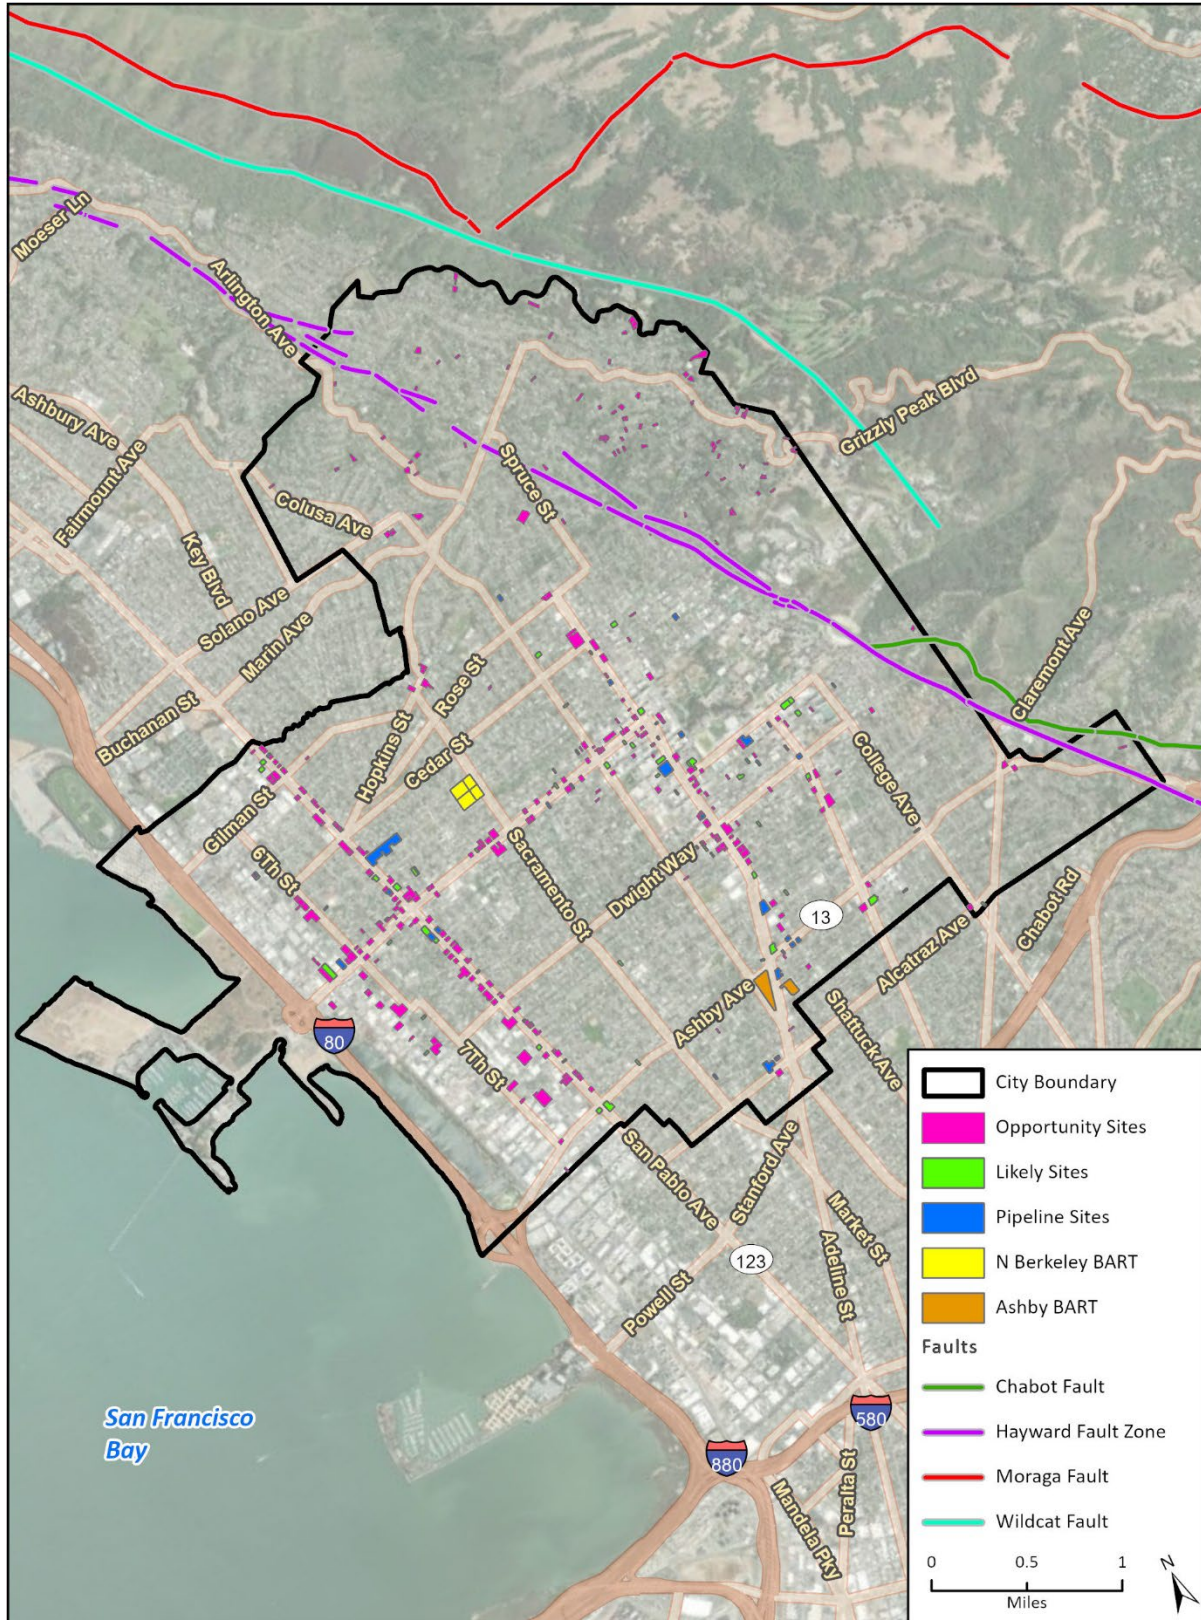 Moeser Ln
Arlington Ave
Ashbury Ave
Fairmount Ave
Grizzly Peak Blvd
Spruce St
Colusa Ave
Key Blvd
Solano Ave
Marin Ave
Claremont Ave
Buchanan St
Rose St
Hopkins St
Cedar St
College Ave
Gilman St
6Th St
Sacramento St
Dwight Way
13
Chabot Rd
Alcatraz Ave
Ashby Ave
Shattuck Ave
80
7Th St
San Pablo Ave
Stanford Ave
Market St
Adeline St
123
Powell St
San Francisco
Bay
580
880
Mandela Pky
Peralta St
City Boundary
Opportunity Sites
Likely Sites
Pipeline Sites
N Berkeley BART
Ashby BART
Faults
Chabot Fault
Hayward Fault Zone
Moraga Fault
Wildcat Fault
0 0.5 1
Miles
N